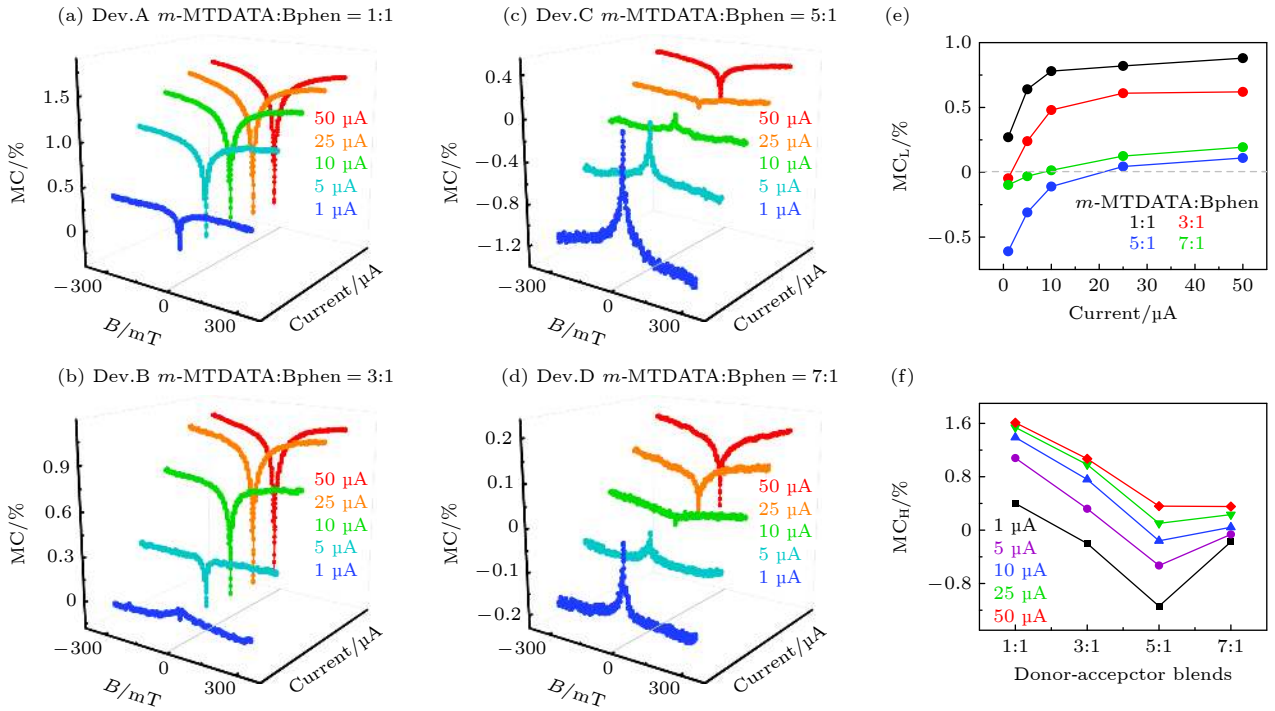 (a) Dev.A m-MTDATA:Bphen = 1:1
MC/%
1.5
1.0
0.5
0
50 µA
25 µA
10 µA
5 µA
1 µA
−300
0
300
B/mT
Current/µA
(c) Dev.C m-MTDATA:Bphen = 5:1
MC/%
0.4
0
−0.4
−0.8
−1.2
50 µA
25 µA
10 µA
5 µA
1 µA
−300
0
300
B/mT
Current/µA
(e)
MC_L/%
1.0
0.5
0
−0.5
m-MTDATA:Bphen
1:1 3:1
5:1 7:1
0 10 20 30 40 50
Current/µA
(b) Dev.B m-MTDATA:Bphen = 3:1
MC/%
0.9
0.6
0.3
0
50 µA
25 µA
10 µA
5 µA
1 µA
−300
0
300
B/mT
Current/µA
(d) Dev.D m-MTDATA:Bphen = 7:1
MC/%
0.2
0.1
0
−0.1
−0.2
50 µA
25 µA
10 µA
5 µA
1 µA
−300
0
300
B/mT
Current/µA
(f)
MC_H/%
1.6
0.8
0
−0.8
1 µA
5 µA
10 µA
25 µA
50 µA
1:1 3:1 5:1 7:1
Donor-accepctor blends